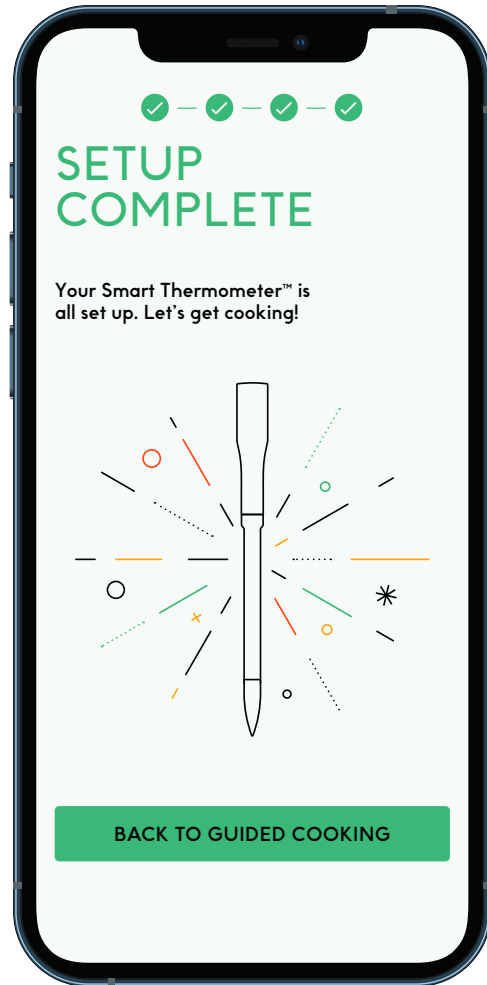 SETUP
COMPLETE
Your Smart Thermometer™ is
all set up. Let’s get cooking!
BACK TO GUIDED COOKING